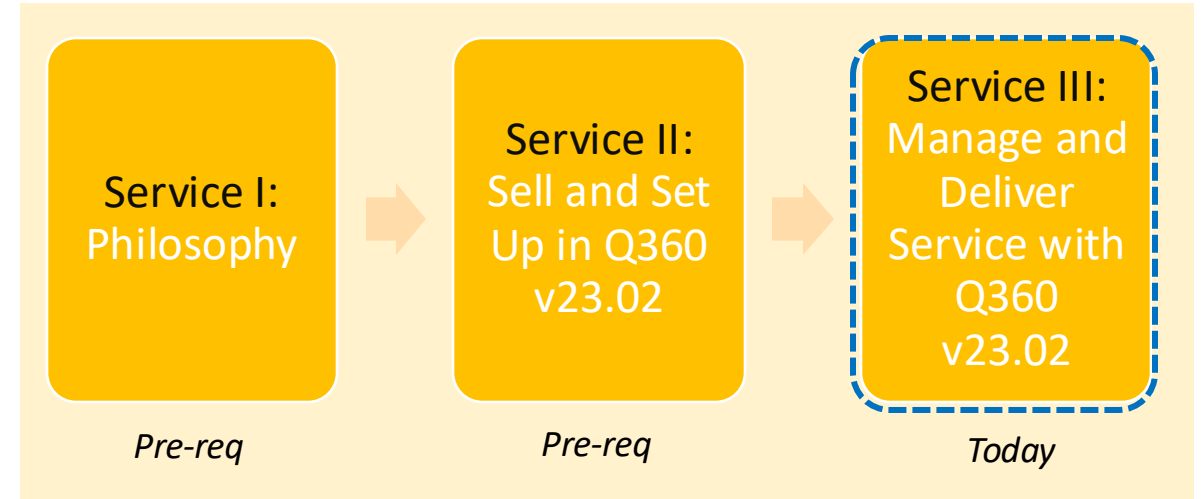 Service I:
Philosophy
Service II:
Sell and Set
Up in Q360
v23.02
Service III:
Manage and
Deliver
Service with
Q360
v23.02
Pre-req
Pre-req
Today